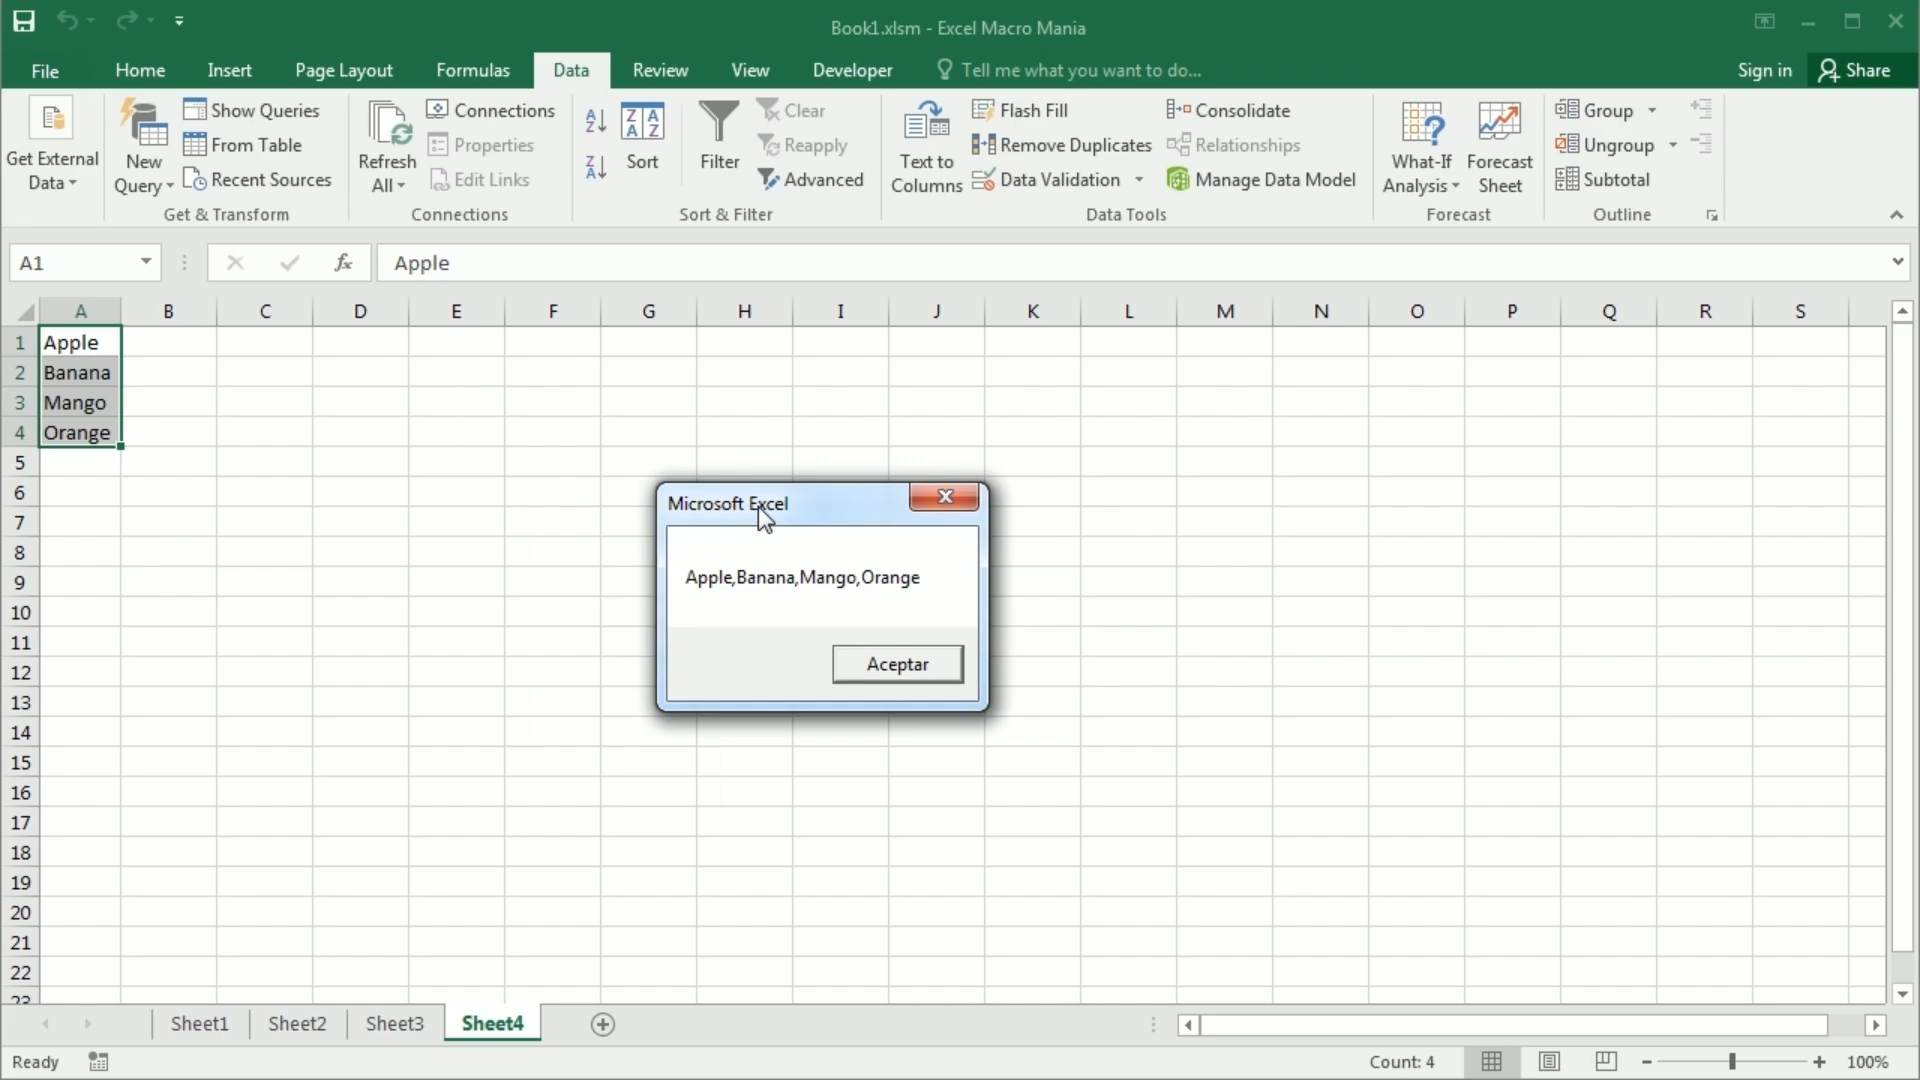 Book1.xlsm - Excel Macro Mania
File Home Insert Page Layout Formulas Data Review View Developer Tell me what you want to do... Sign in Share
Get External Data
New Query
Show Queries
From Table
Recent Sources
Get & Transform
Refresh All
Connections
Properties
Edit Links
Connections
Sort
Filter
Clear
Reapply
Advanced
Sort & Filter
Text to Columns
Flash Fill
Remove Duplicates
Data Validation
Consolidate
Relationships
Manage Data Model
Data Tools
What-If Analysis
Forecast Sheet
Forecast
Group
Ungroup
Subtotal
Outline
A1 fx Apple
A B C D E F G H I J K L M N O P Q R S
1 Apple
2 Banana
3 Mango
4 Orange
5
6
7
8
9
10
11
12
13
14
15
16
17
18
19
20
21
22
23
Microsoft Excel
Apple,Banana,Mango,Orange
Aceptar
Sheet1 Sheet2 Sheet3 Sheet4
Ready Count: 4 100%